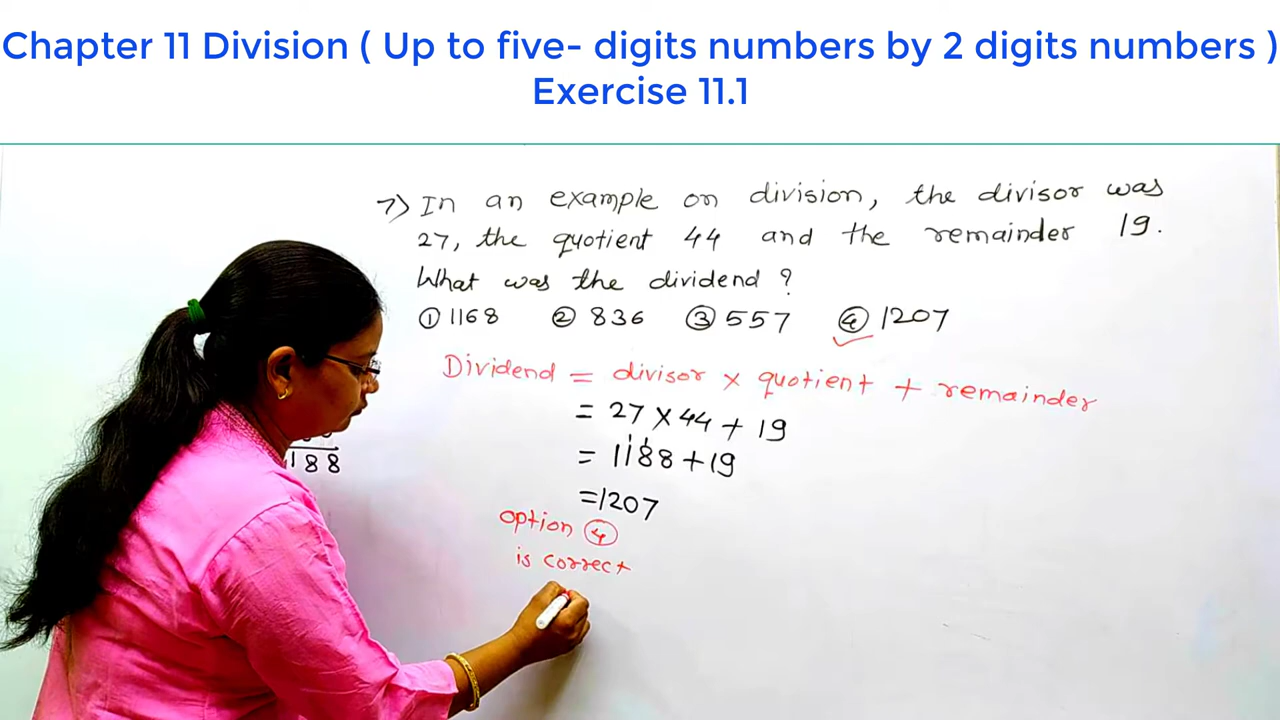 Chapter 11 Division ( Up to five- digits numbers by 2 digits numbers )
Exercise 11.1
7) In an example on division, the divisor was
27, the quotient 44 and the remainder 19.
What was the dividend ?
① 1168 ② 836 ③ 557 ④ 1207
Dividend = divisor × quotient + remainder
= 27 × 44 + 19
= 1188 + 19
188
= 1207
option ④
is correct